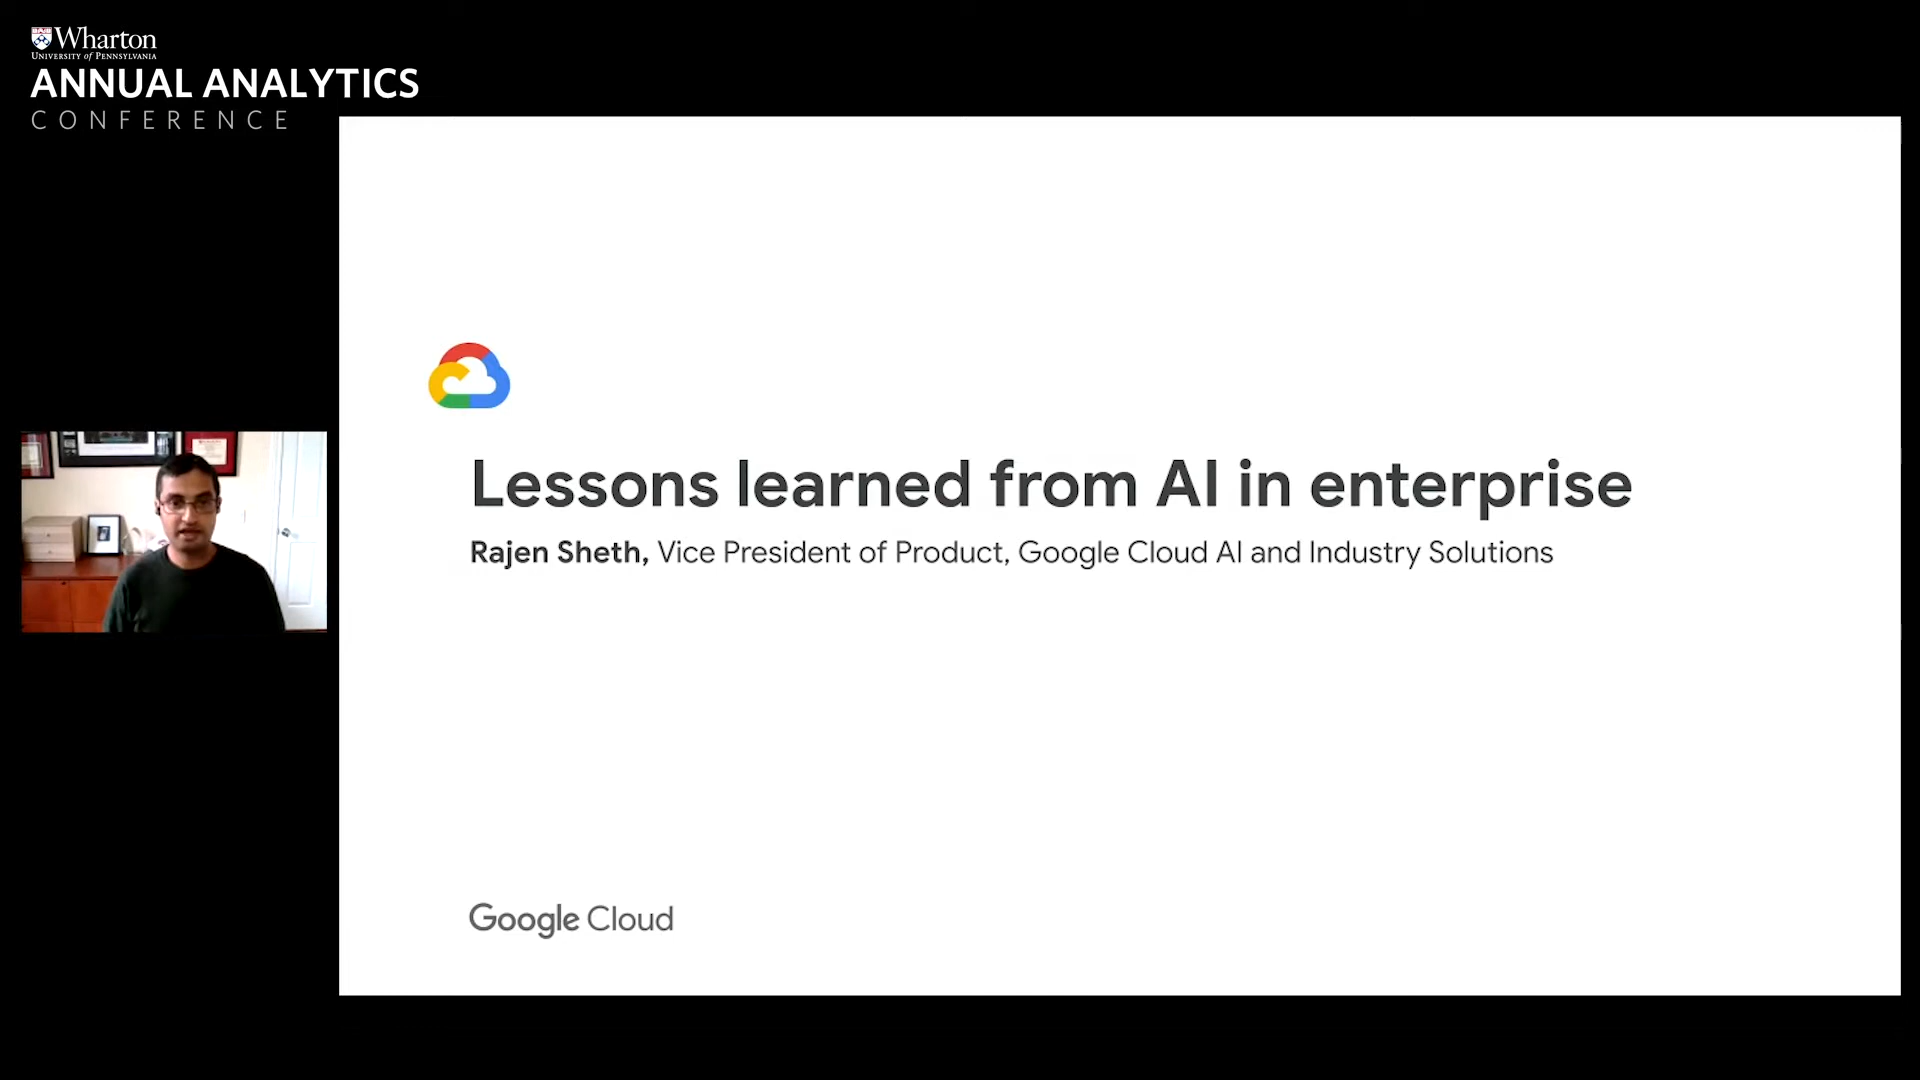 Wharton
UNIVERSITY of PENNSYLVANIA
ANNUAL ANALYTICS
CONFERENCE
Lessons learned from AI in enterprise
Rajen Sheth, Vice President of Product, Google Cloud AI and Industry Solutions
Google Cloud